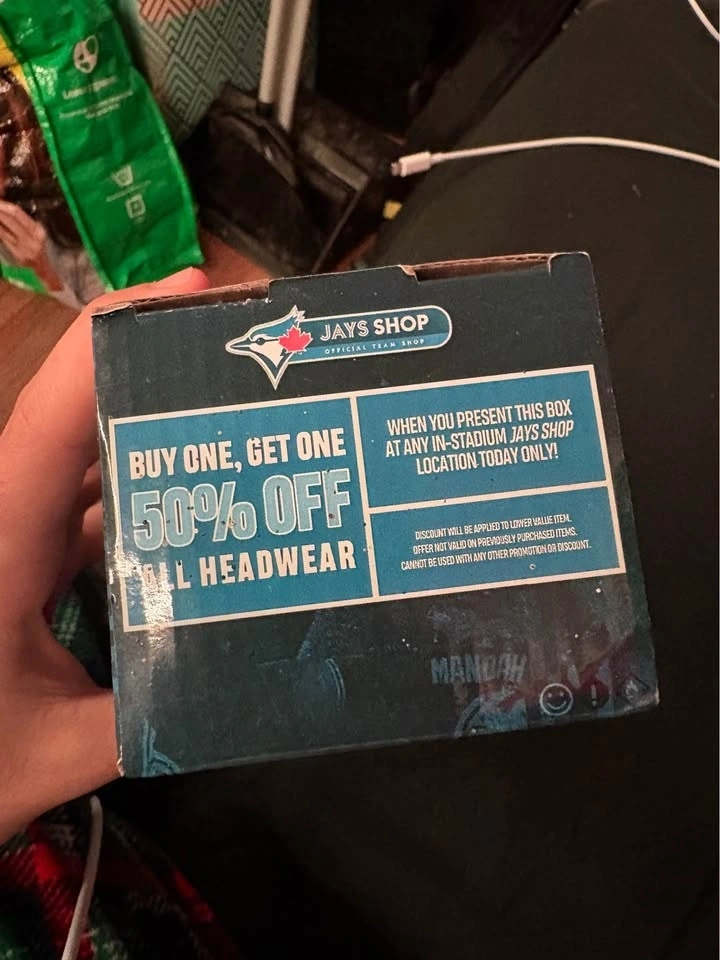 JAYS SHOP
OFFICIAL TEAM SHOP
BUY ONE, GET ONE
50% OFF
ALL HEADWEAR
WHEN YOU PRESENT THIS BOX
AT ANY IN-STADIUM JAYS SHOP
LOCATION TODAY ONLY!
DISCOUNT WILL BE APPLIED TO LOWER VALUE ITEM.
OFFER NOT VALID ON PREVIOUSLY PURCHASED ITEMS.
CANNOT BE USED WITH ANY OTHER PROMOTION OR DISCOUNT.
MANOAH